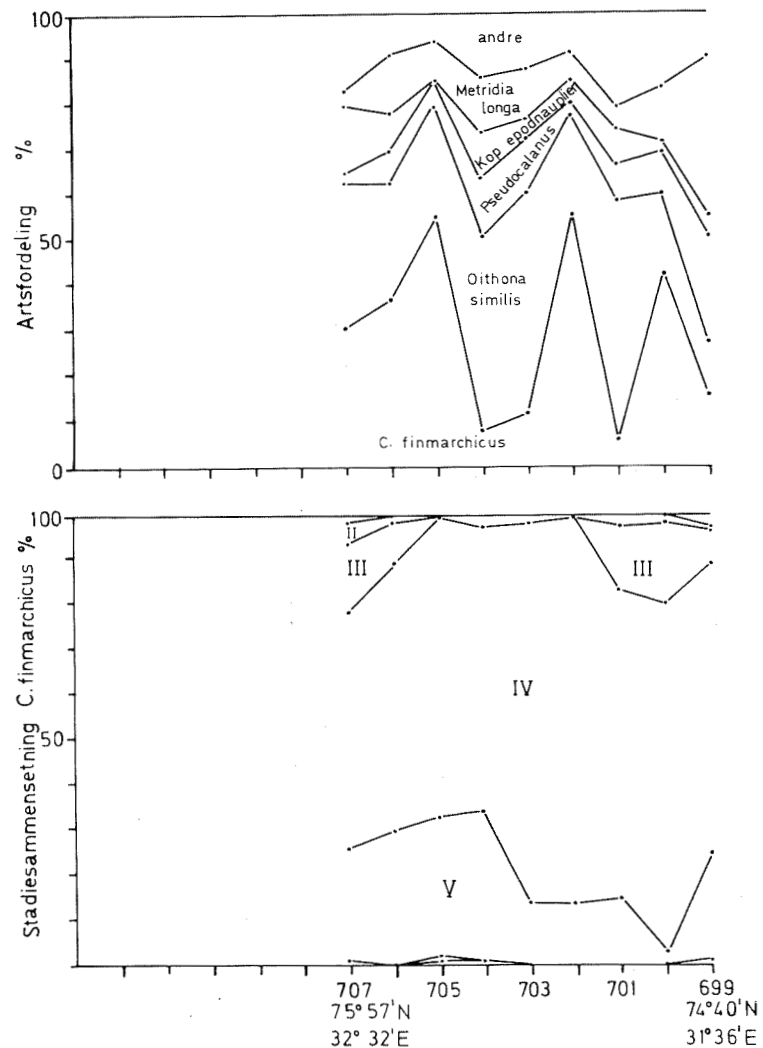 100
andre
Metridia
longa
Kop epodnauplier
Pseudocalanus
Artsfordeling %
50
Oithona
similis
C. finmarchicus
0
100
II
III
III
IV
Stadiesammensetning C. finmarchicus %
50
V
707 705 703 701 699
75°57'N 74°40'N
32°32'E 31°36'E